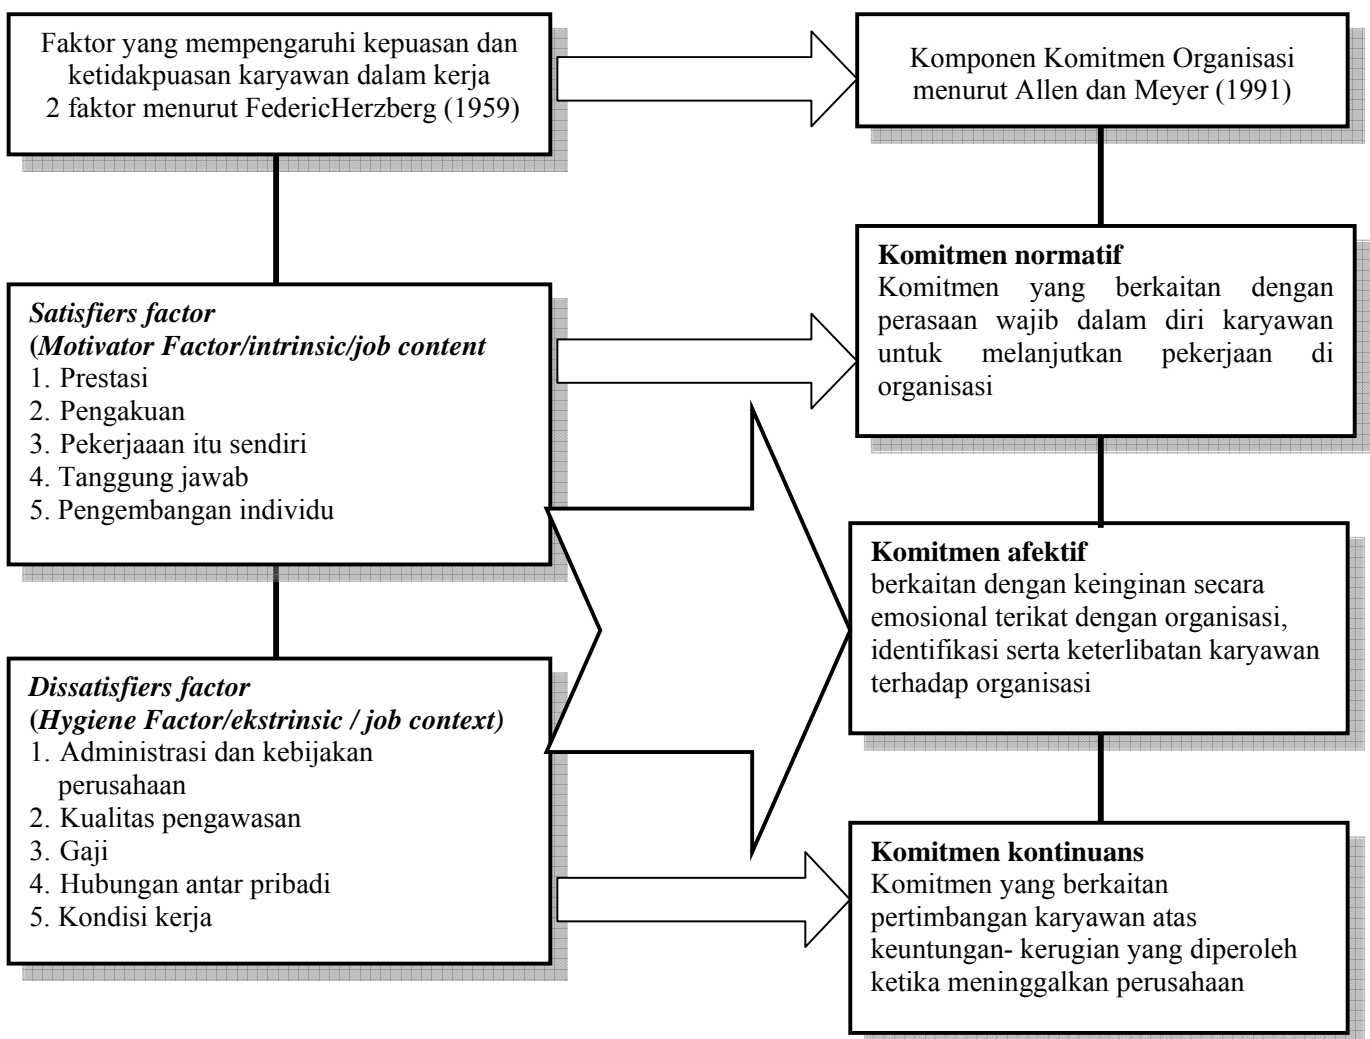 Faktor yang mempengaruhi kepuasan dan
ketidakpuasan karyawan dalam kerja
2 faktor menurut FedericHerzberg (1959)
Komponen Komitmen Organisasi
menurut Allen dan Meyer (1991)
Satisfiers factor
(Motivator Factor/intrinsic/job content
1. Prestasi
2. Pengakuan
3. Pekerjaaan itu sendiri
4. Tanggung jawab
5. Pengembangan individu
Komitmen normatif
Komitmen yang berkaitan dengan
perasaan wajib dalam diri karyawan
untuk melanjutkan pekerjaan di
organisasi
Komitmen afektif
berkaitan dengan keinginan secara
emosional terikat dengan organisasi,
identifikasi serta keterlibatan karyawan
terhadap organisasi
Dissatisfiers factor
(Hygiene Factor/ekstrinsic / job context)
1. Administrasi dan kebijakan
perusahaan
2. Kualitas pengawasan
3. Gaji
4. Hubungan antar pribadi
5. Kondisi kerja
Komitmen kontinuans
Komitmen yang berkaitan
pertimbangan karyawan atas
keuntungan- kerugian yang diperoleh
ketika meninggalkan perusahaan